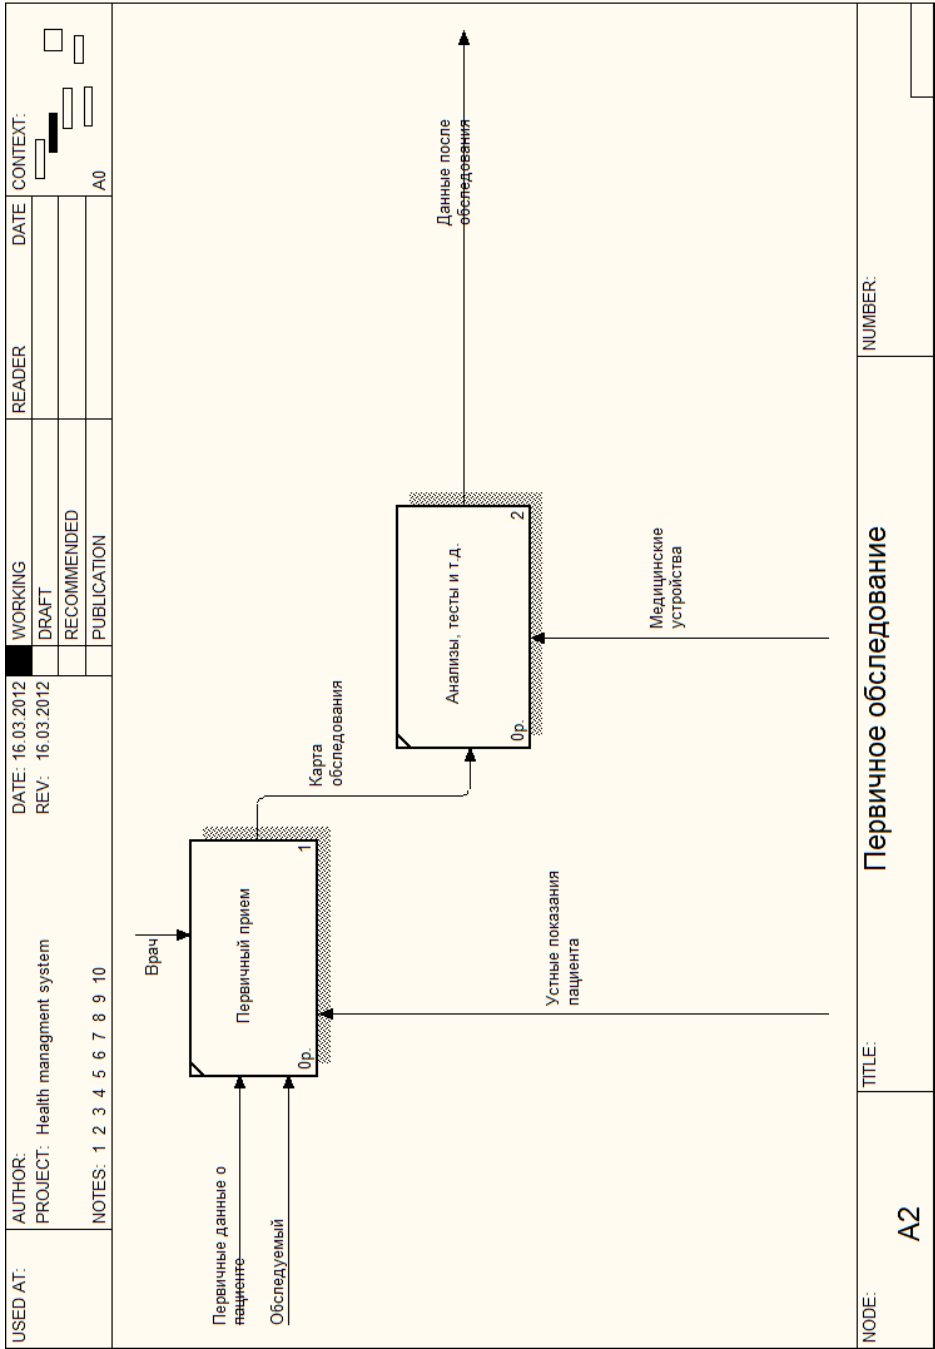 USED AT:
AUTHOR:
PROJECT: Health managment system
NOTES: 1 2 3 4 5 6 7 8 9 10
DATE: 16.03.2012
REV: 16.03.2012
WORKING
DRAFT
RECOMMENDED
PUBLICATION
READER
DATE
CONTEXT:
A0
Врач
Первичные данные о
пациенте
Обследуемый
Первичный прием
0р.
1
Карта
обследования
Устные показания
пациента
Анализы, тесты и т.д.
0р.
2
Медицинские
устройства
Данные после
обследования
NODE:
A2
TITLE:
Первичное обследование
NUMBER: